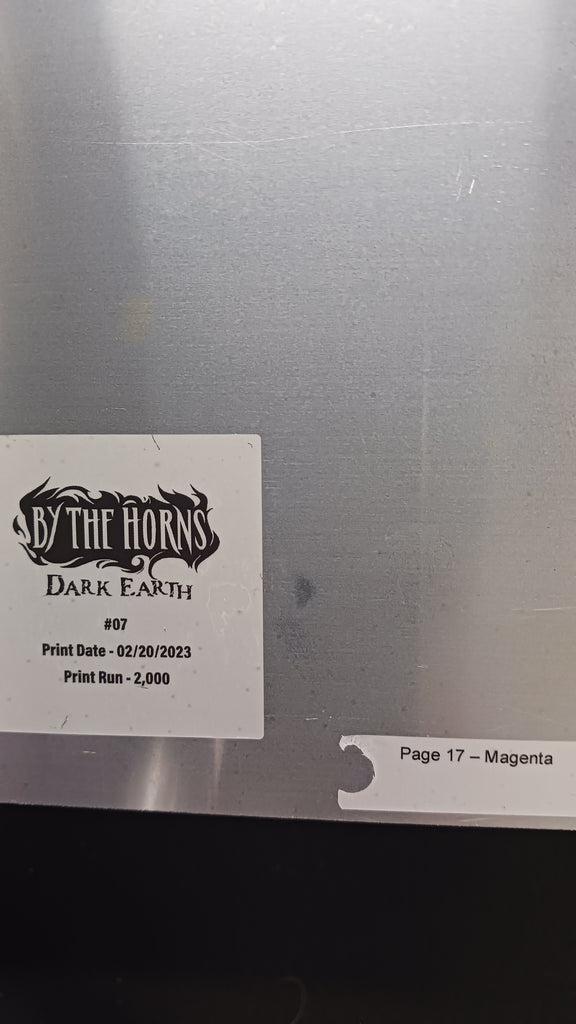 BY THE HORNS
DARK EARTH
#07
Print Date - 02/20/2023
Print Run - 2,000
Page 17 – Magenta